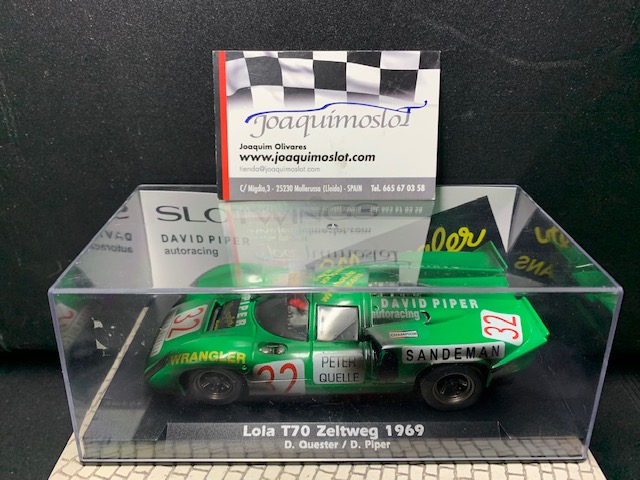 Joaquimoslot
Joaquim Olivares
www.joaquimoslot.com
tienda@joaquimoslot.com
C/ Migdia,3 - 25230 Mollerussa (Lleida) - SPAIN Tel. 665 67 03 58
SLOTWINGS
DAVID PIPER
autoracing
DAVID PIPER
autoracing
32
32
WRANGLER
32
PETER
QUELLE
SANDEMAN
Lola T70 Zeltweg 1969
D. Quester / D. Piper